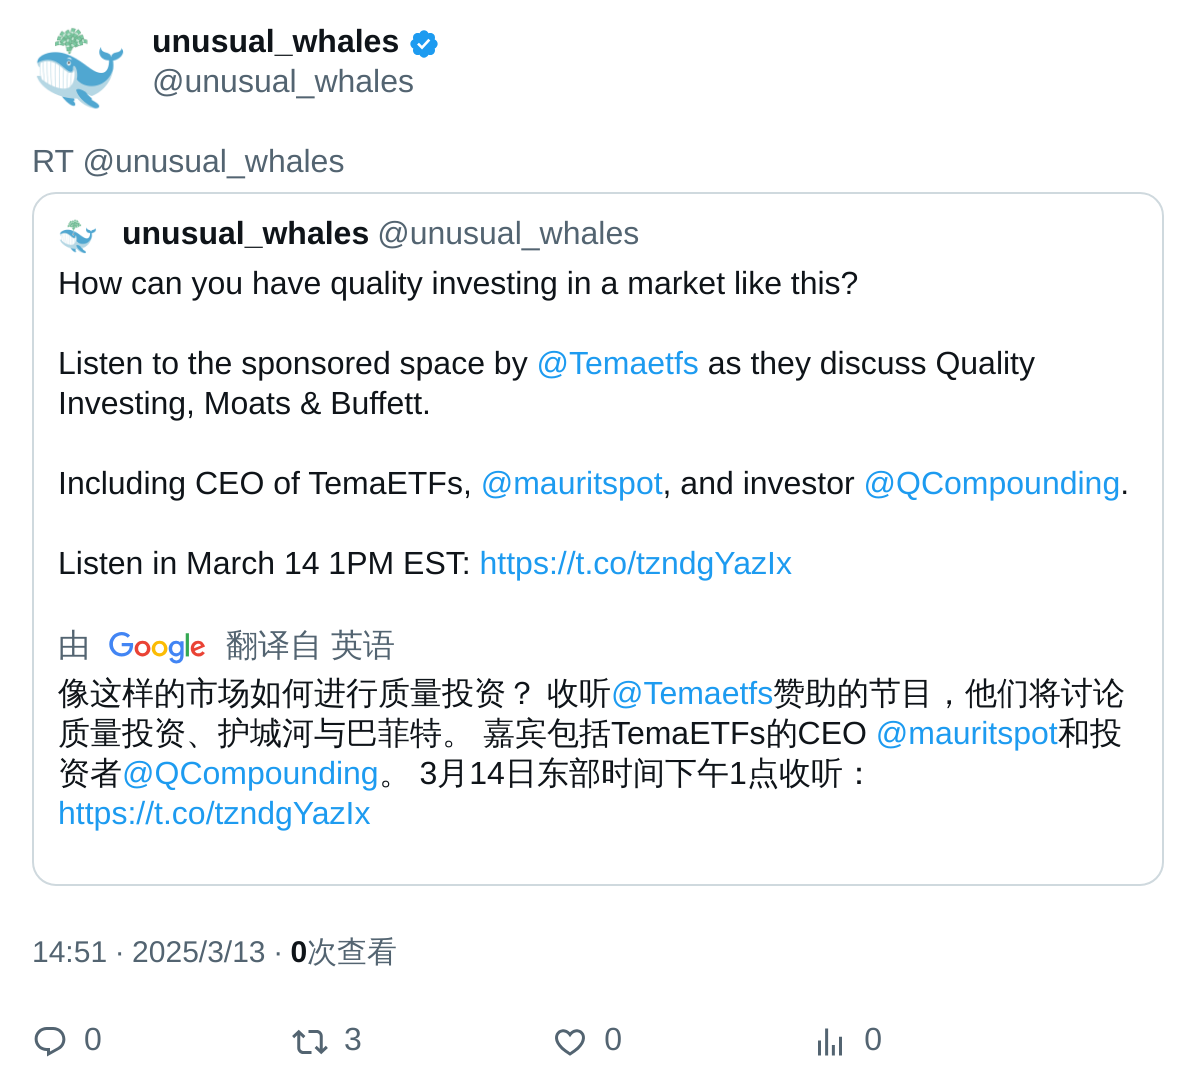 unusual_whales
@unusual_whales
RT @unusual_whales
unusual_whales @unusual_whales
How can you have quality investing in a market like this?
Listen to the sponsored space by @Temaetfs as they discuss Quality
Investing, Moats & Buffett.
Including CEO of TemaETFs, @mauritspot, and investor @QCompounding.
Listen in March 14 1PM EST: https://t.co/tzndgYazIx
由 Google 翻译自 英语
像这样的市场如何进行质量投资？ 收听@Temaetfs赞助的节目，他们将讨论
质量投资、护城河与巴菲特。 嘉宾包括TemaETFs的CEO @mauritspot和投
资者@QCompounding。 3月14日东部时间下午1点收听：
https://t.co/tzndgYazIx
14:51 · 2025/3/13 · 0次查看
0 3 0 0